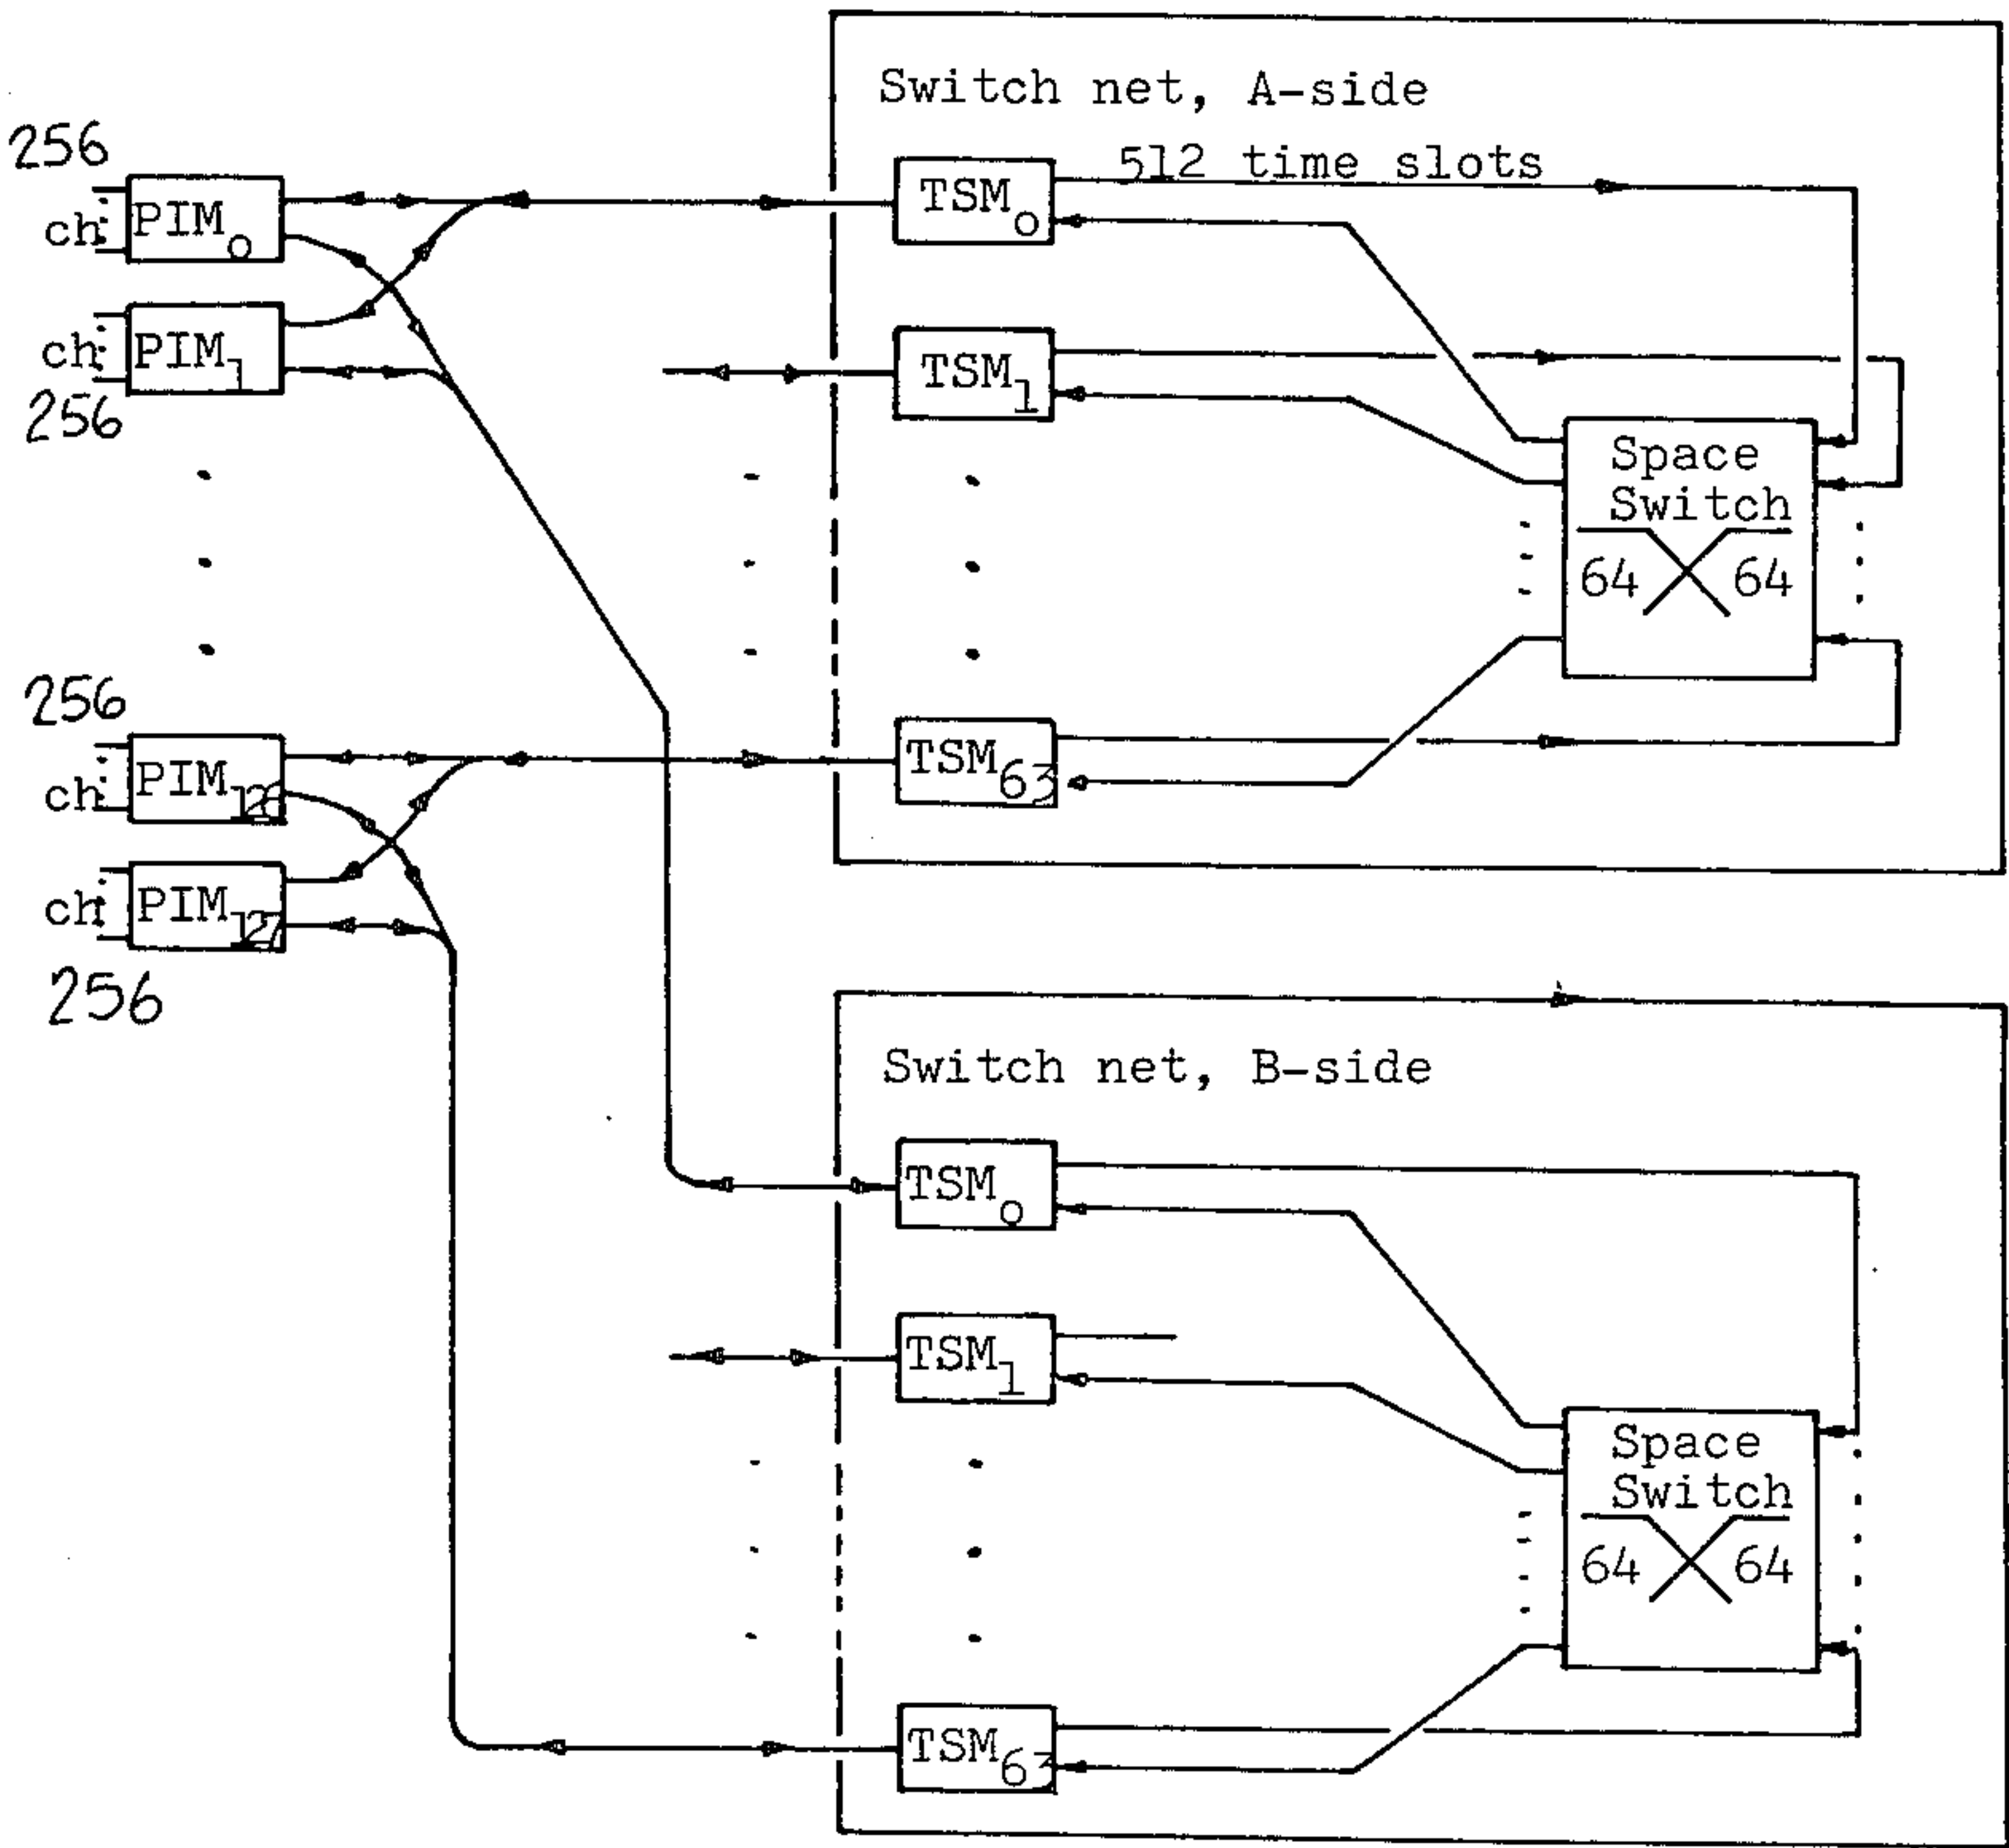 Switch net, A-side
512 time slots
256
ch PIM0
TSM0
ch PIM1
256
TSM1
Space
Switch
64 64
256
ch PIM126
TSM63
ch PIM127
256
Switch net, B-side
TSM0
TSM1
Space
Switch
64 64
TSM63